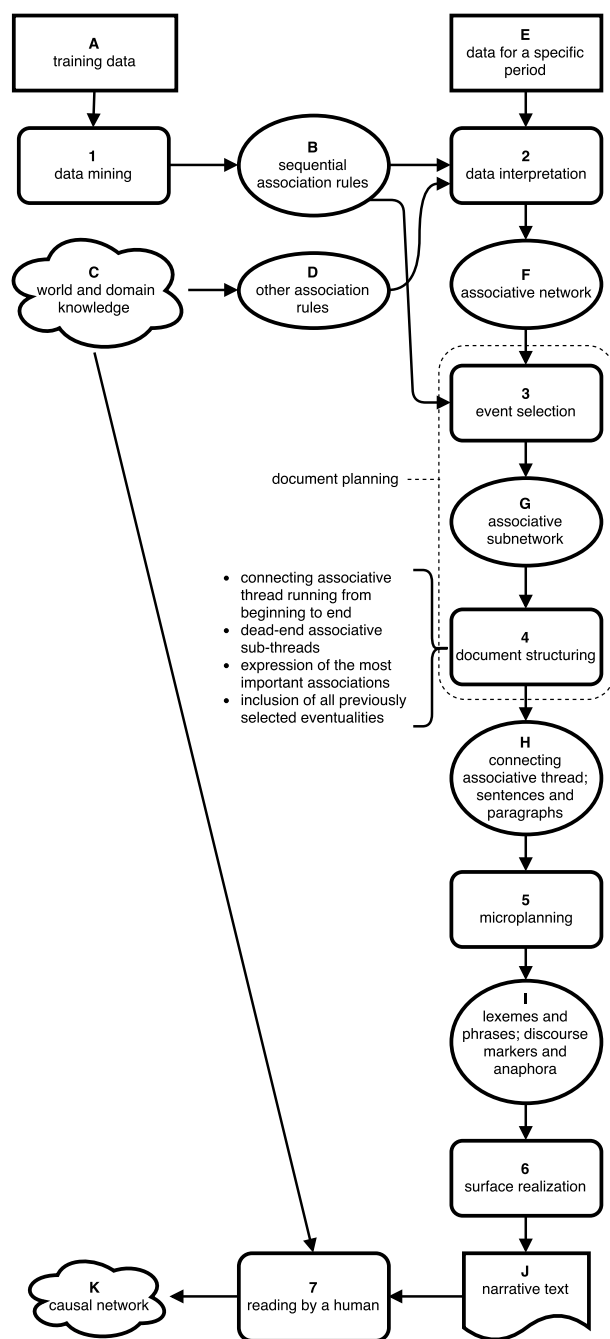 A
training data
E
data for a specific
period
1
data mining
B
sequential
association rules
2
data interpretation
C
world and domain
knowledge
D
other association
rules
F
associative network
3
event selection
document planning
G
associative
subnetwork
• connecting associative
thread running from
beginning to end
• dead-end associative
sub-threads
• expression of the most
important associations
• inclusion of all previously
selected eventualities
4
document structuring
H
connecting
associative thread;
sentences and
paragraphs
5
microplanning
I
lexemes and
phrases; discourse
markers and
anaphora
6
surface realization
K
causal network
7
reading by a human
J
narrative text